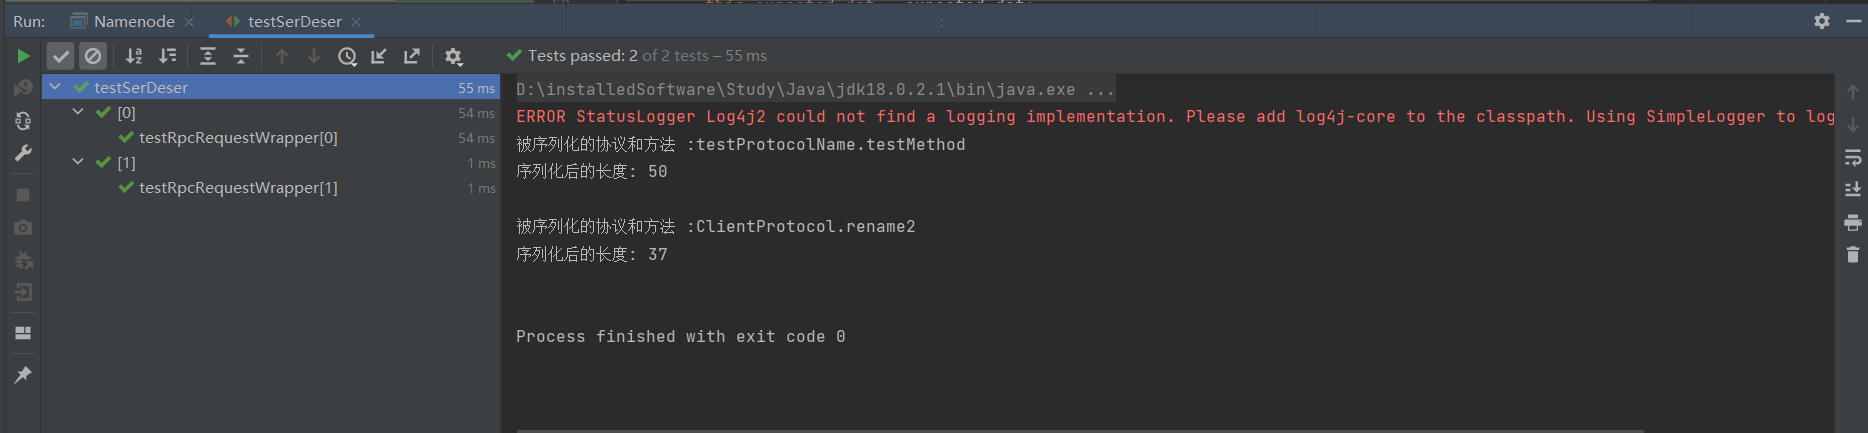 Run: Namenode testSerDeser
Tests passed: 2 of 2 tests – 55 ms
testSerDeser 55 ms
[0] 54 ms
testRpcRequestWrapper[0] 54 ms
[1] 1 ms
testRpcRequestWrapper[1] 1 ms
D:\installedSoftware\Study\Java\jdk18.0.2.1\bin\java.exe ...
ERROR StatusLogger Log4j2 could not find a logging implementation. Please add log4j-core to the classpath. Using SimpleLogger to log
被序列化的协议和方法 :testProtocolName.testMethod
序列化后的长度: 50
被序列化的协议和方法 :ClientProtocol.rename2
序列化后的长度: 37
Process finished with exit code 0